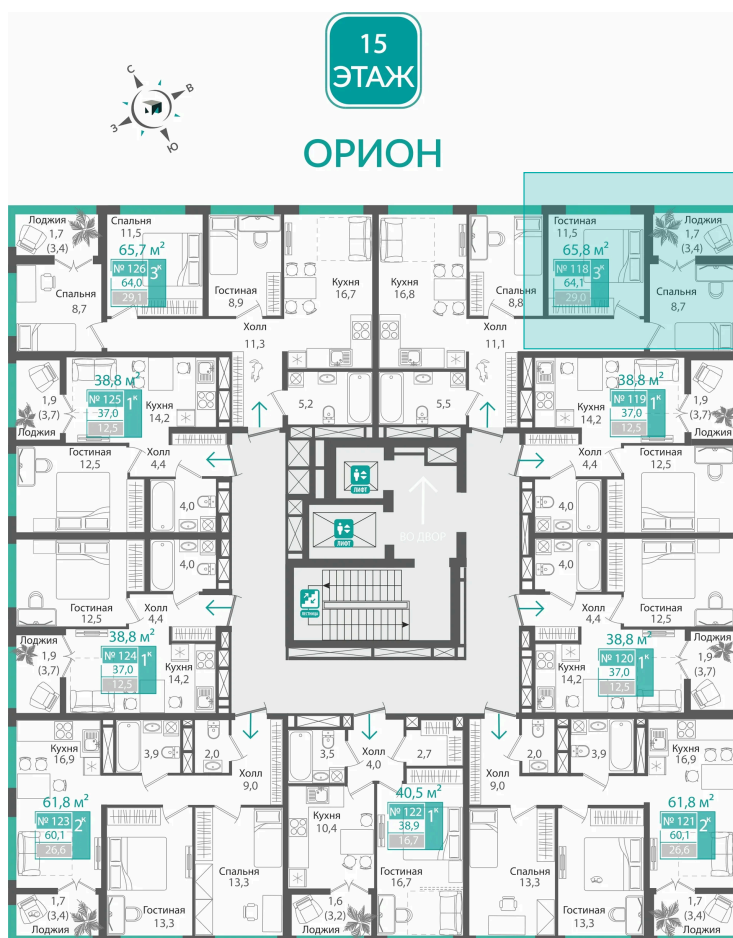 15
ЭТАЖ
С
В
З
Ю
ОРИОН
Лоджия
1,7
(3,4)
Спальня
11,5
65,7 м²
№ 126
3к
64,0
29,1
Спальня
8,7
Гостиная
8,9
Кухня
16,7
Холл
11,3
5,2
Кухня
16,8
Спальня
8,8
Холл
11,1
5,5
Гостиная
11,5
65,8 м²
№ 118
3к
64,1
29,0
Лоджия
1,7
(3,4)
Спальня
8,7
38,8 м²
№ 125
1к
37,0
12,5
1,9
(3,7)
Лоджия
Кухня
14,2
Гостиная
12,5
Холл
4,4
4,0
38,8 м²
№ 119
1к
37,0
12,5
Кухня
14,2
1,9
(3,7)
Лоджия
Холл
4,4
Гостиная
12,5
4,0
ЛИФТ
ЛИФТ
ВО ДВОР
ЛЕСТНИЦА
4,0
Гостиная
12,5
Холл
4,4
38,8 м²
№ 124
1к
37,0
12,5
Лоджия
1,9
(3,7)
Кухня
14,2
4,0
Холл
4,4
Гостиная
12,5
38,8 м²
№ 120
1к
37,0
12,5
Кухня
14,2
Лоджия
1,9
(3,7)
Кухня
16,9
3,9
2,0
Холл
9,0
61,8 м²
№ 123
2к
60,1
26,6
1,7
(3,4)
Лоджия
Гостиная
13,3
Спальня
13,3
3,5
Холл
4,0
2,7
Кухня
10,4
40,5 м²
№ 122
1к
38,9
16,7
Гостиная
16,7
1,6
(3,2)
Лоджия
2,0
3,9
Кухня
16,9
Холл
9,0
61,8 м²
№ 121
2к
60,1
26,6
Спальня
13,3
Гостиная
13,3
1,7
(3,4)
Лоджия